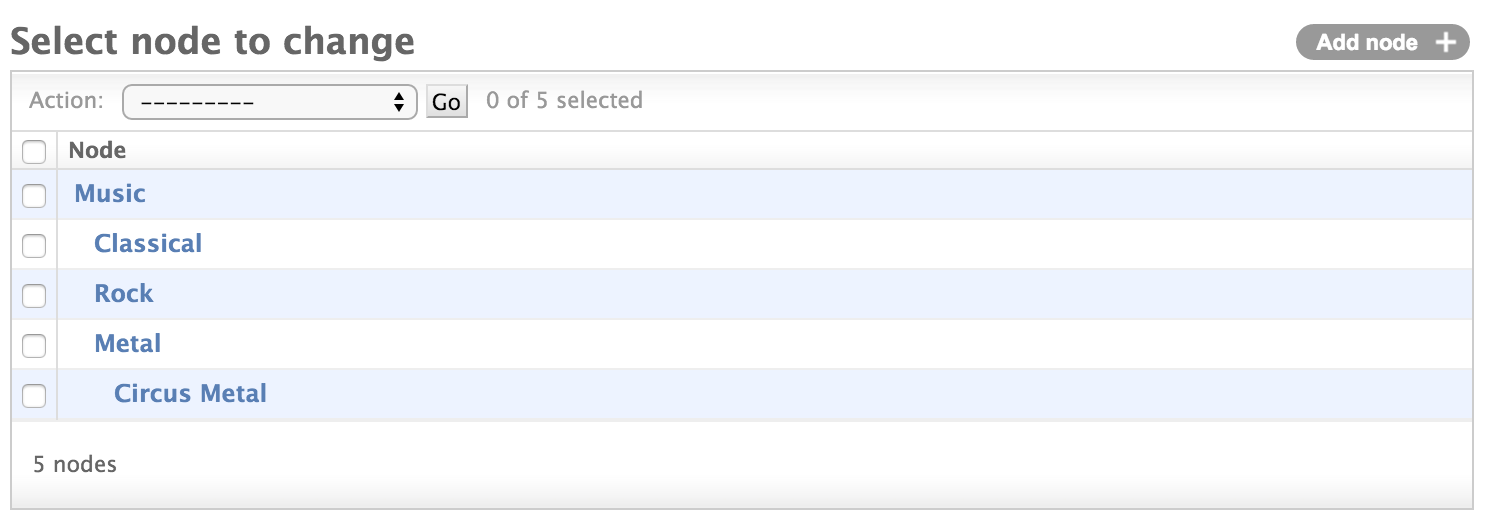 Select node to change
Add node +
Action: --------- Go 0 of 5 selected
Node
Music
Classical
Rock
Metal
Circus Metal
5 nodes